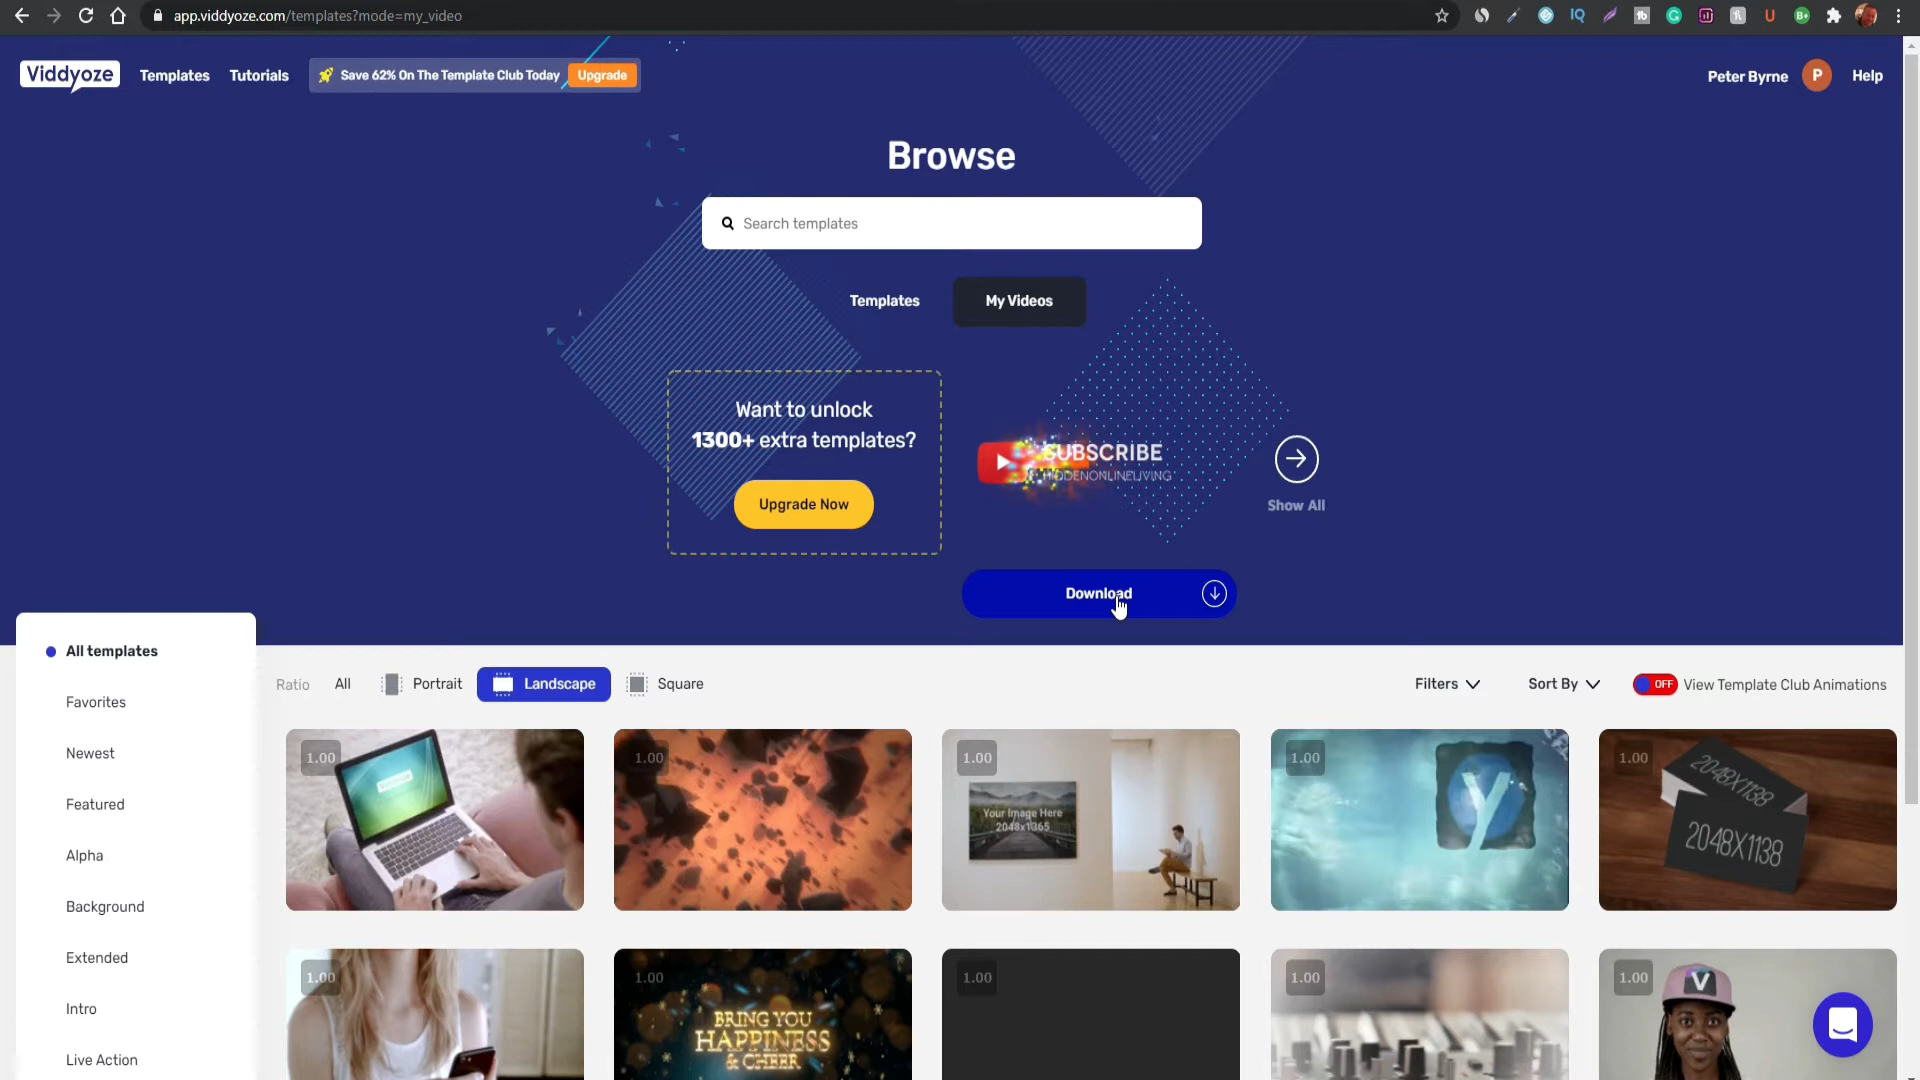 app.viddyoze.com/templates?mode=my_video
Viddyoze
Templates
Tutorials
Save 62% On The Template Club Today
Upgrade
Peter Byrne
P
Help
Browse
Search templates
Templates
My Videos
Want to unlock
1300+ extra templates?
Upgrade Now
SUBSCRIBE
HIDDENONLINELIVING
Show All
Download
All templates
Favorites
Newest
Featured
Alpha
Background
Extended
Intro
Live Action
Ratio
All
Portrait
Landscape
Square
Filters
Sort By
OFF
View Template Club Animations
1.00
1.00
1.00
Your Image Here
2048x1365
1.00
1.00
2048X1138
2048X1138
1.00
1.00
BRING YOU
HAPPINESS
& CHEER
1.00
1.00
1.00
V